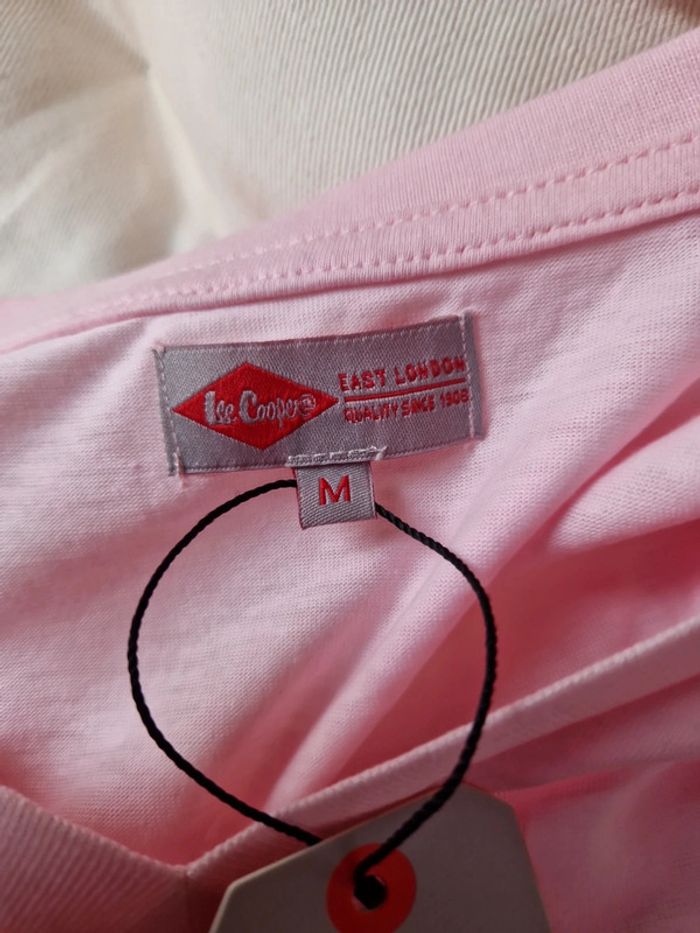 Lee Cooper®
EAST LONDON
QUALITY SINCE 1908
M